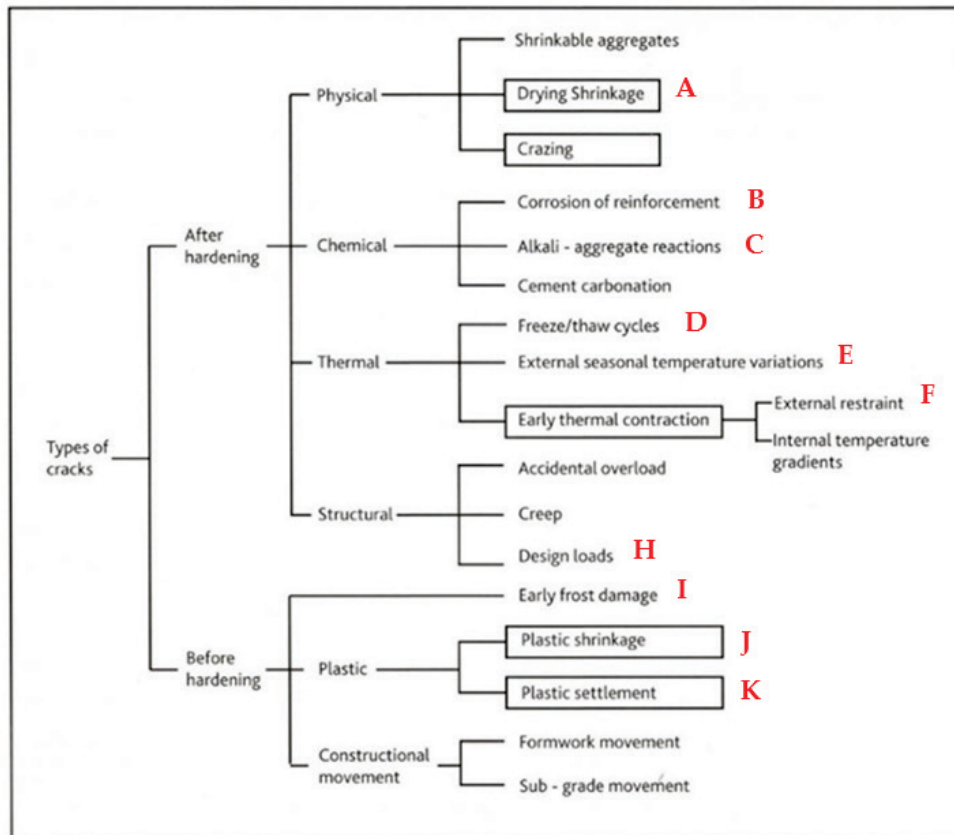 Shrinkable aggregates
Physical
Drying Shrinkage A
Crazing
Corrosion of reinforcement B
After
hardening
Chemical
Alkali - aggregate reactions C
Cement carbonation
Freeze/thaw cycles D
Thermal
External seasonal temperature variations E
Early thermal contraction
External restraint F
Internal temperature
gradients
Types of
cracks
Accidental overload
Structural
Creep
Design loads H
Early frost damage I
Before
hardening
Plastic
Plastic shrinkage J
Plastic settlement K
Constructional
movement
Formwork movement
Sub - grade movement